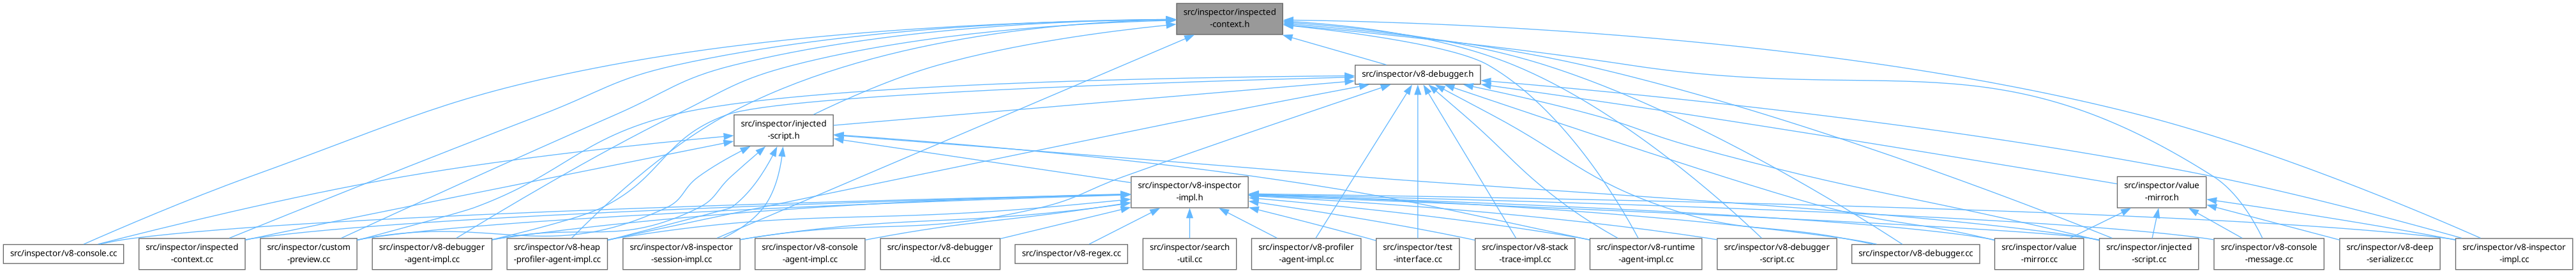 src/inspector/inspected
-context.h
src/inspector/v8-debugger.h
src/inspector/injected
-script.h
src/inspector/v8-inspector
-impl.h
src/inspector/value
-mirror.h
src/inspector/v8-console.cc
src/inspector/inspected
-context.cc
src/inspector/custom
-preview.cc
src/inspector/v8-debugger
-agent-impl.cc
src/inspector/v8-heap
-profiler-agent-impl.cc
src/inspector/v8-inspector
-session-impl.cc
src/inspector/v8-console
-agent-impl.cc
src/inspector/v8-debugger
-id.cc
src/inspector/v8-regex.cc
src/inspector/search
-util.cc
src/inspector/v8-profiler
-agent-impl.cc
src/inspector/test
-interface.cc
src/inspector/v8-stack
-trace-impl.cc
src/inspector/v8-runtime
-agent-impl.cc
src/inspector/v8-debugger
-script.cc
src/inspector/v8-debugger.cc
src/inspector/value
-mirror.cc
src/inspector/injected
-script.cc
src/inspector/v8-console
-message.cc
src/inspector/v8-deep
-serializer.cc
src/inspector/v8-inspector
-impl.cc